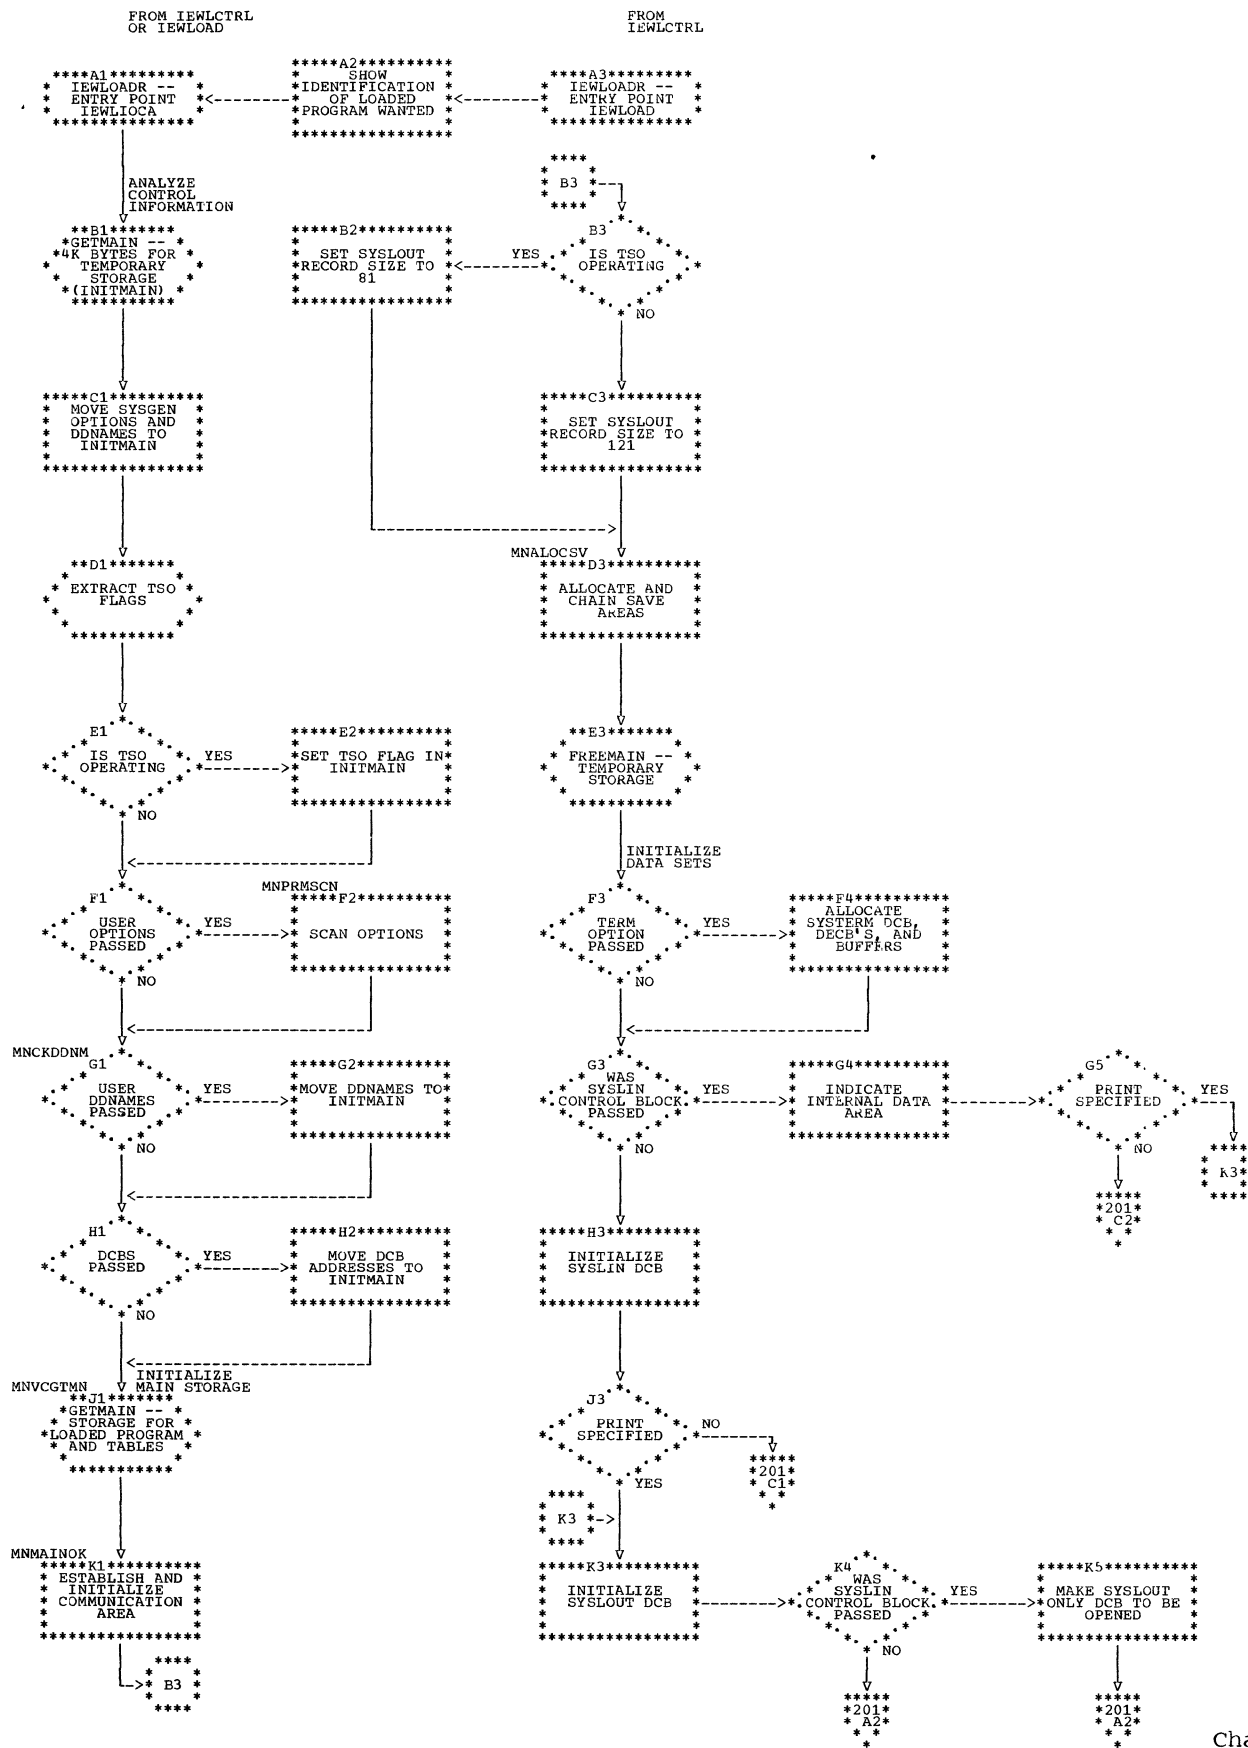 FROM IEWLCTRL
OR IEWLOAD
FROM
IEWLCTRL
A1
IEWLOADR --
ENTRY POINT
IEWLIOCA
A2
SHOW
IDENTIFICATION
OF LOADED
PROGRAM WANTED
A3
IEWLOADR --
ENTRY POINT
IEWLOAD
ANALYZE
CONTROL
INFORMATION
B3
B1
GETMAIN --
4K BYTES FOR
TEMPORARY
STORAGE
(INITMAIN)
B2
SET SYSLOUT
RECORD SIZE TO
81
YES
B3
IS TSO
OPERATING
NO
C1
MOVE SYSGEN
OPTIONS AND
DDNAMES TO
INITMAIN
C3
SET SYSLOUT
RECORD SIZE TO
121
D1
EXTRACT TSO
FLAGS
MNALOCSV
D3
ALLOCATE AND
CHAIN SAVE
AREAS
E1
IS TSO
OPERATING
YES
NO
E2
SET TSO FLAG IN
INITMAIN
E3
FREEMAIN --
TEMPORARY
STORAGE
INITIALIZE
DATA SETS
F1
USER
OPTIONS
PASSED
YES
NO
MNPRMSCN
F2
SCAN OPTIONS
F3
TERM
OPTION
PASSED
YES
NO
F4
ALLOCATE
SYSTERM DCB,
DECB'S, AND
BUFFERS
MNCKDDNM
G1
USER
DDNAMES
PASSED
YES
NO
G2
MOVE DDNAMES TO
INITMAIN
G3
WAS
SYSLIN
CONTROL BLOCK
PASSED
YES
NO
G4
INDICATE
INTERNAL DATA
AREA
G5
PRINT
SPECIFIED
YES
NO
K3
201
C2
H1
DCBS
PASSED
YES
NO
H2
MOVE DCB
ADDRESSES TO
INITMAIN
H3
INITIALIZE
SYSLIN DCB
INITIALIZE
MAIN STORAGE
MNVCGTMN
J1
GETMAIN --
STORAGE FOR
LOADED PROGRAM
AND TABLES
J3
PRINT
SPECIFIED
NO
YES
201
C1
K3
MNMAINOK
K1
ESTABLISH AND
INITIALIZE
COMMUNICATION
AREA
B3
K3
INITIALIZE
SYSLOUT DCB
K4
WAS
SYSLIN
CONTROL BLOCK
PASSED
YES
NO
K5
MAKE SYSLOUT
ONLY DCB TO BE
OPENED
201
A2
201
A2
Cha